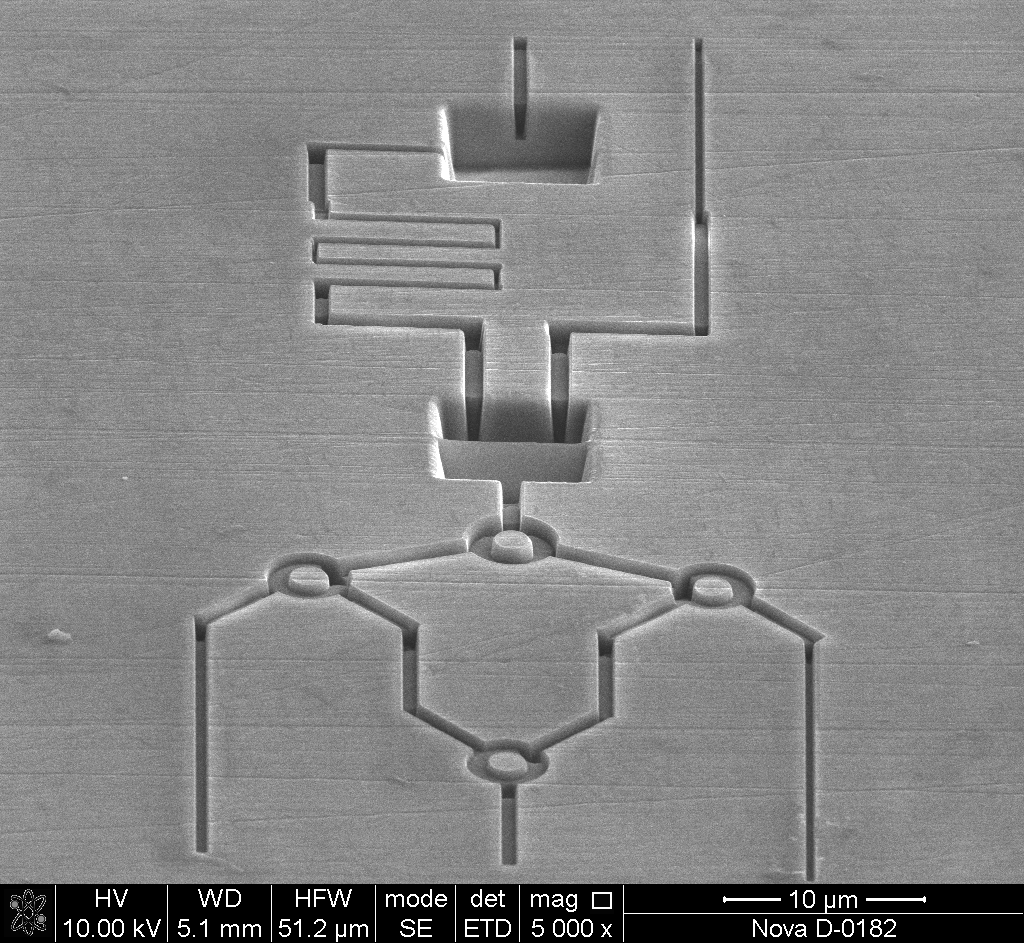 HV WD HFW mode det mag 10 µm
10.00 kV 5.1 mm 51.2 µm SE ETD 5 000 x Nova D-0182